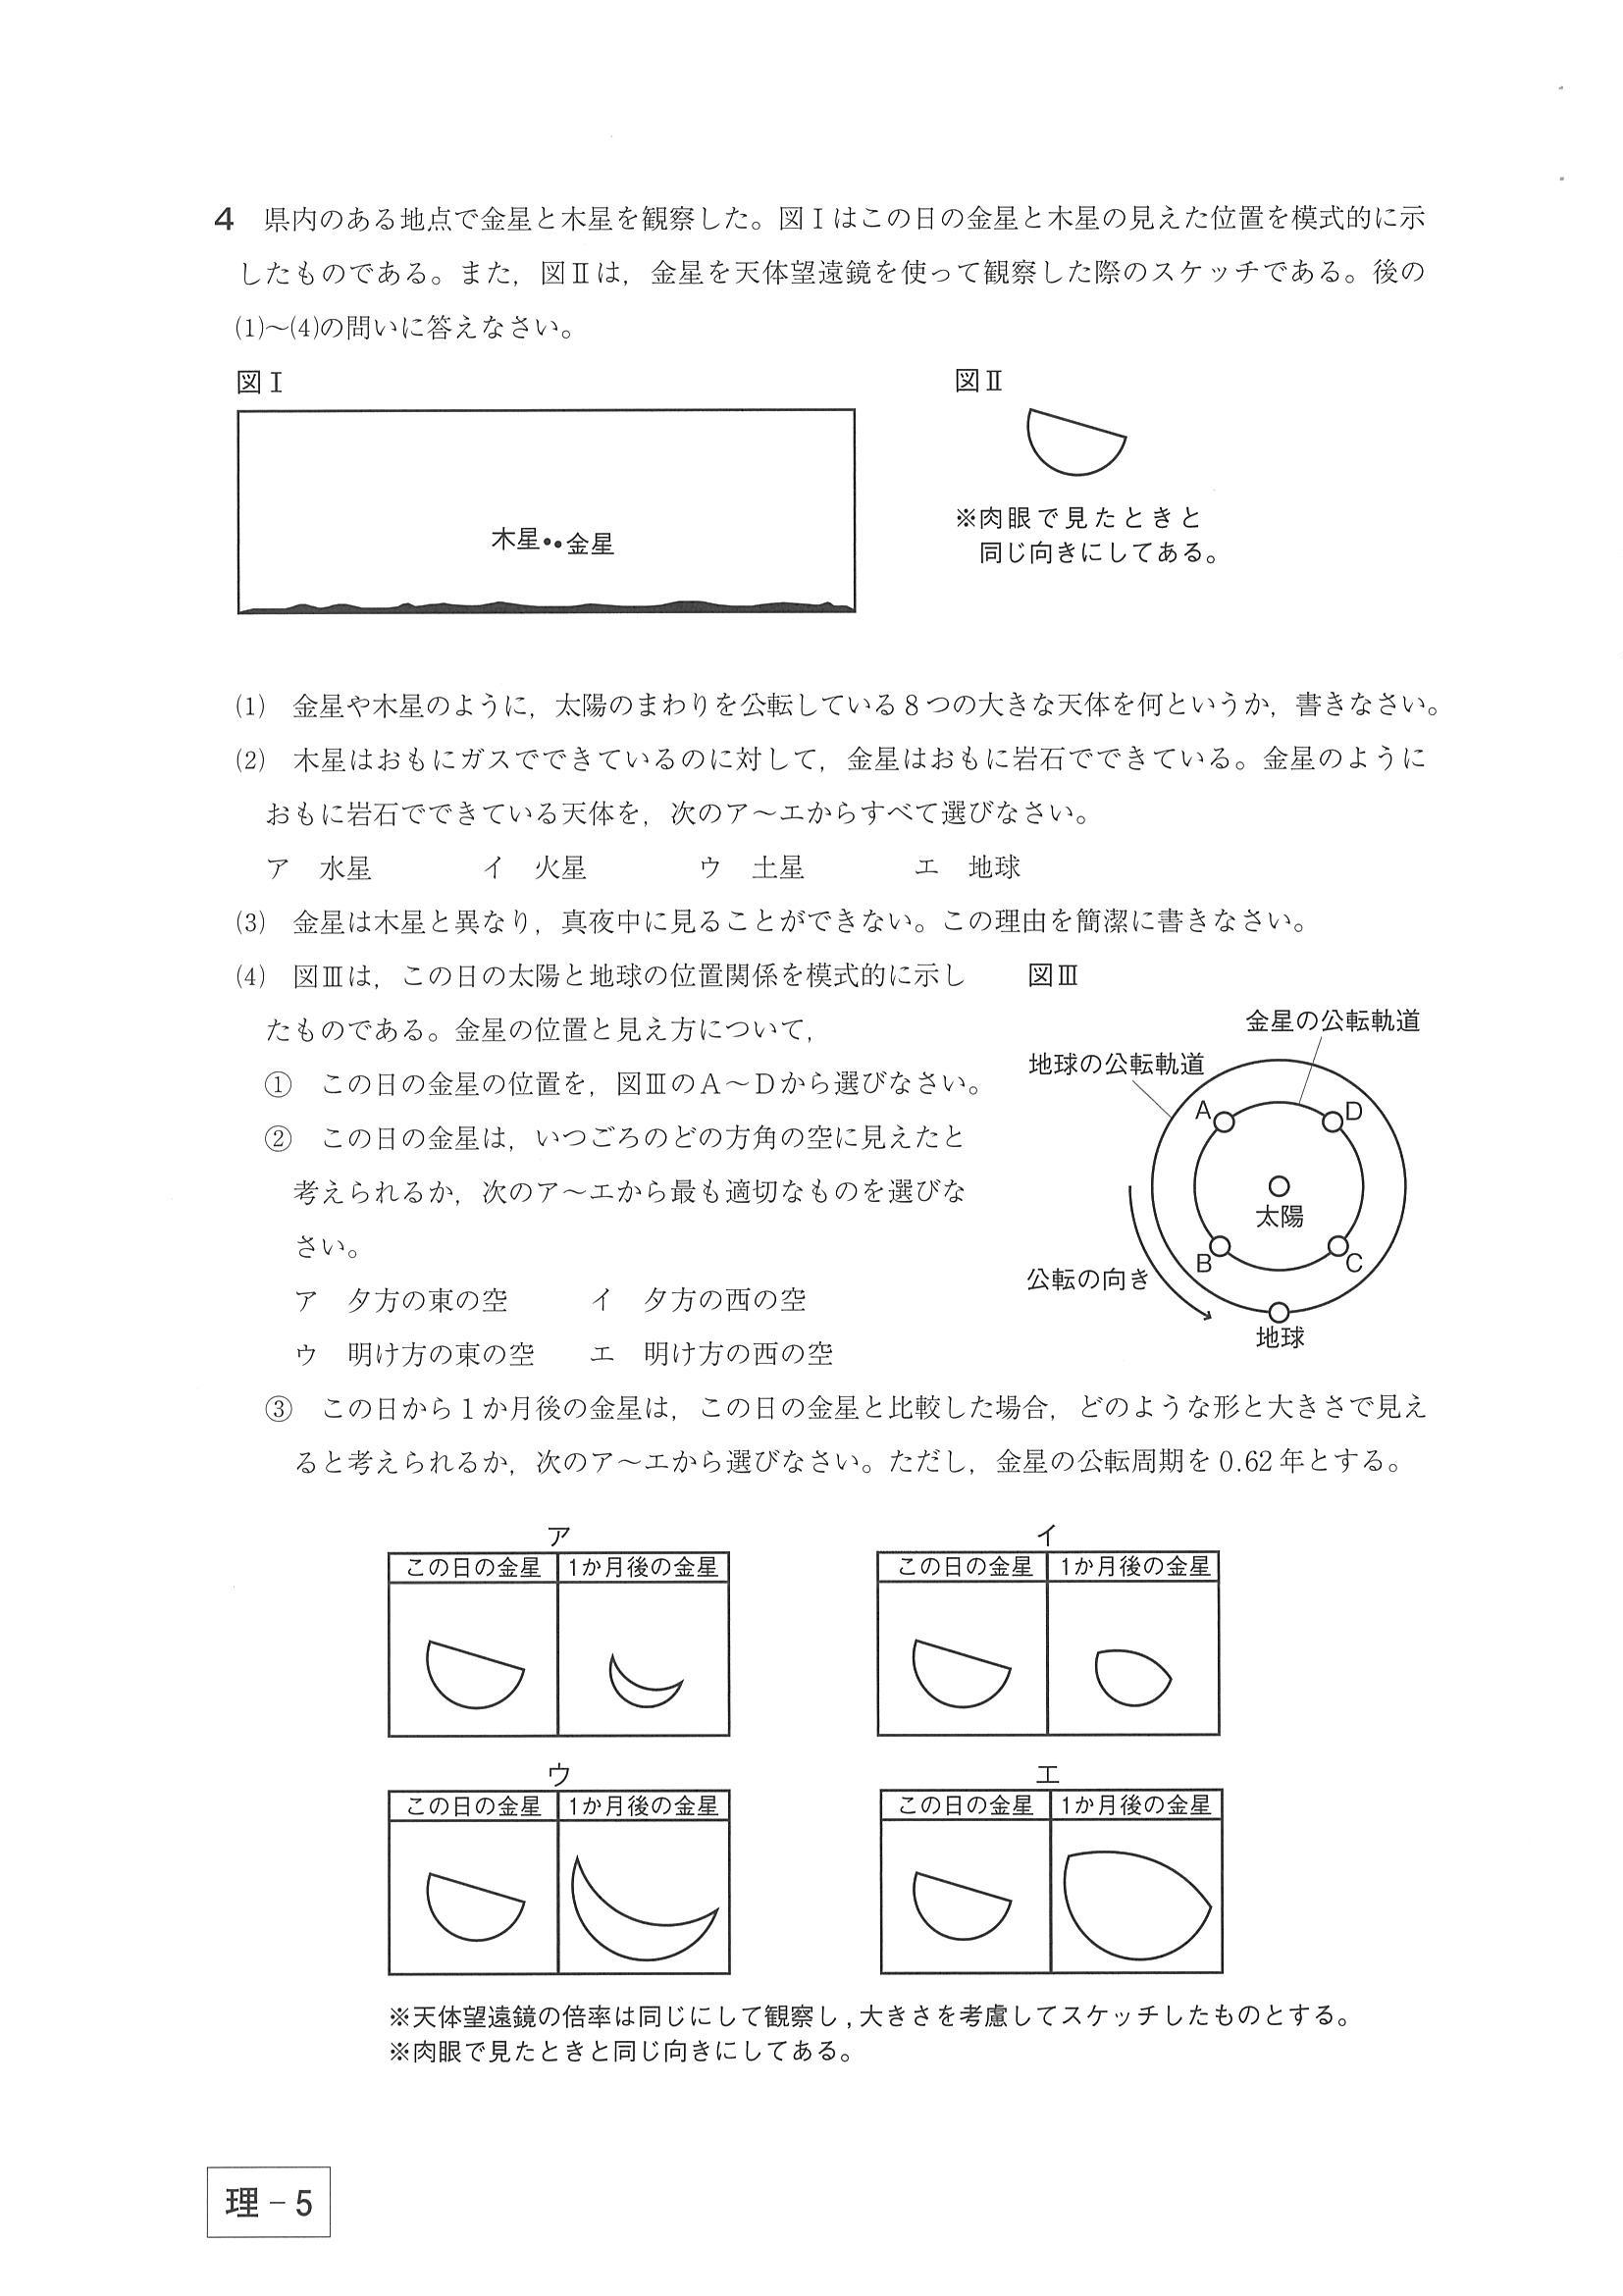 4　県内のある地点で金星と木星を観察した。図Ⅰはこの日の金星と木星の見えた位置を模式的に示
したものである。また，図Ⅱは，金星を天体望遠鏡を使って観察した際のスケッチである。後の
⑴～⑷の問いに答えなさい。
図Ⅰ
図Ⅱ
木星
金星
※肉眼で見たときと
同じ向きにしてある。
⑴　金星や木星のように，太陽のまわりを公転している８つの大きな天体を何というか，書きなさい。
⑵　木星はおもにガスでできているのに対して，金星はおもに岩石でできている。金星のように
おもに岩石でできている天体を，次のア～エからすべて選びなさい。
ア　水星　　　　イ　火星　　　　ウ　土星　　　　エ　地球
⑶　金星は木星と異なり，真夜中に見ることができない。この理由を簡潔に書きなさい。
⑷　図Ⅲは，この日の太陽と地球の位置関係を模式的に示し
たものである。金星の位置と見え方について，
①　この日の金星の位置を，図ⅢのＡ～Ｄから選びなさい。
②　この日の金星は，いつごろのどの方角の空に見えたと
考えられるか，次のア～エから最も適切なものを選びな
さい。
ア　夕方の東の空　　　イ　夕方の西の空
ウ　明け方の東の空　　エ　明け方の西の空
図Ⅲ
金星の公転軌道
地球の公転軌道
A
D
太陽
B
C
公転の向き
地球
③　この日から１か月後の金星は，この日の金星と比較した場合，どのような形と大きさで見え
ると考えられるか，次のア～エから選びなさい。ただし，金星の公転周期を0.62年とする。
ア
この日の金星　1か月後の金星
イ
この日の金星　1か月後の金星
ウ
この日の金星　1か月後の金星
エ
この日の金星　1か月後の金星
※天体望遠鏡の倍率は同じにして観察し，大きさを考慮してスケッチしたものとする。
※肉眼で見たときと同じ向きにしてある。
理－5